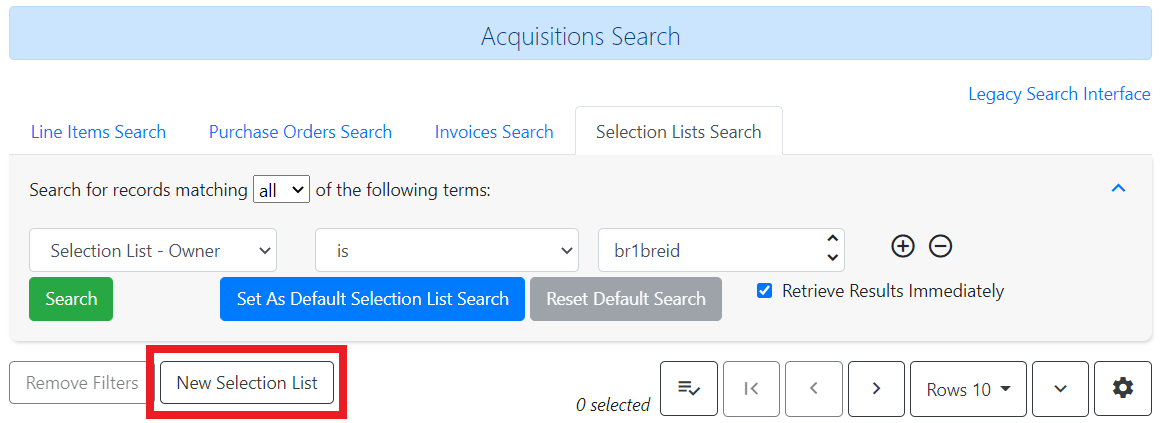 Acquisitions Search
Legacy Search Interface
Line Items Search Purchase Orders Search Invoices Search Selection Lists Search
Search for records matching all of the following terms:
Selection List - Owner is br1breid
Search Set As Default Selection List Search Reset Default Search Retrieve Results Immediately
Remove Filters New Selection List 0 selected Rows 10